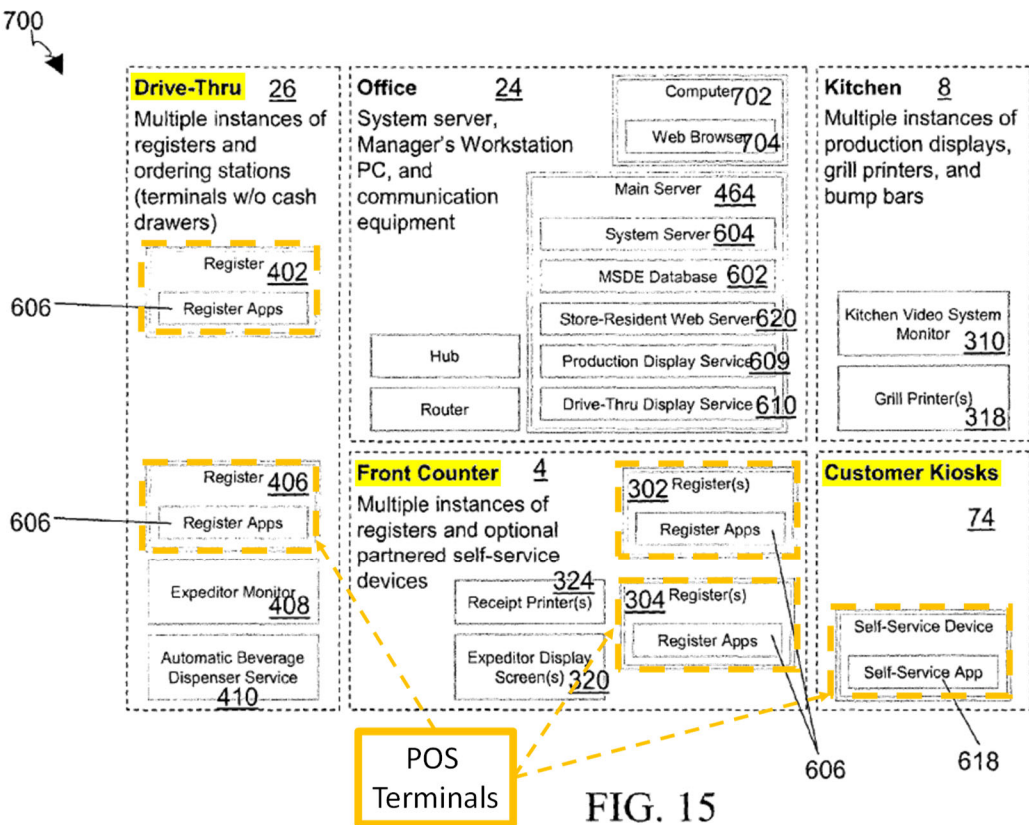 700
Drive-Thru 26
Multiple instances of
registers and
ordering stations
(terminals w/o cash
drawers)
Register 402
Register Apps
606
Register 406
Register Apps
606
Expeditor Monitor
408
Automatic Beverage
Dispenser Service
410
Office 24
System server,
Manager's Workstation
PC, and
communication
equipment
Computer 702
Web Browser 704
Main Server 464
System Server 604
MSDE Database 602
Store-Resident Web Server 620
Production Display Service 609
Drive-Thru Display Service 610
Hub
Router
Kitchen 8
Multiple instances of
production displays,
grill printers, and
bump bars
Kitchen Video System
Monitor 310
Grill Printer(s)
318
Front Counter 4
Multiple instances of
registers and optional
partnered self-service
devices
302 Register(s)
Register Apps
304 Register(s)
Register Apps
324
Receipt Printer(s)
Expeditor Display
Screen(s) 320
606
Customer Kiosks
74
Self-Service Device
Self-Service App
618
POS
Terminals
FIG. 15